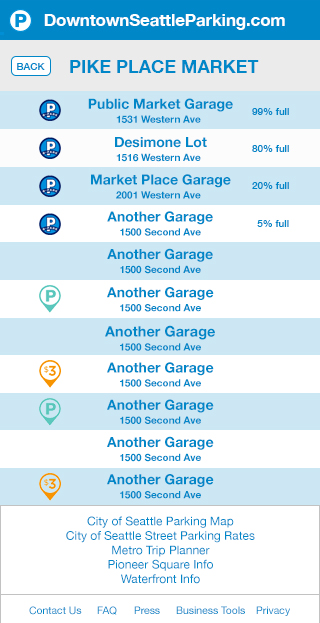 P DowntownSeattleParking.com
BACK PIKE PLACE MARKET
Public Market Garage
1531 Western Ave
99% full
Desimone Lot
1516 Western Ave
80% full
Market Place Garage
2001 Western Ave
20% full
Another Garage
1500 Second Ave
5% full
Another Garage
1500 Second Ave
P
Another Garage
1500 Second Ave
Another Garage
1500 Second Ave
$3
Another Garage
1500 Second Ave
P
Another Garage
1500 Second Ave
Another Garage
1500 Second Ave
$3
Another Garage
1500 Second Ave
City of Seattle Parking Map
City of Seattle Street Parking Rates
Metro Trip Planner
Pioneer Square Info
Waterfront Info
Contact Us FAQ Press Business Tools Privacy